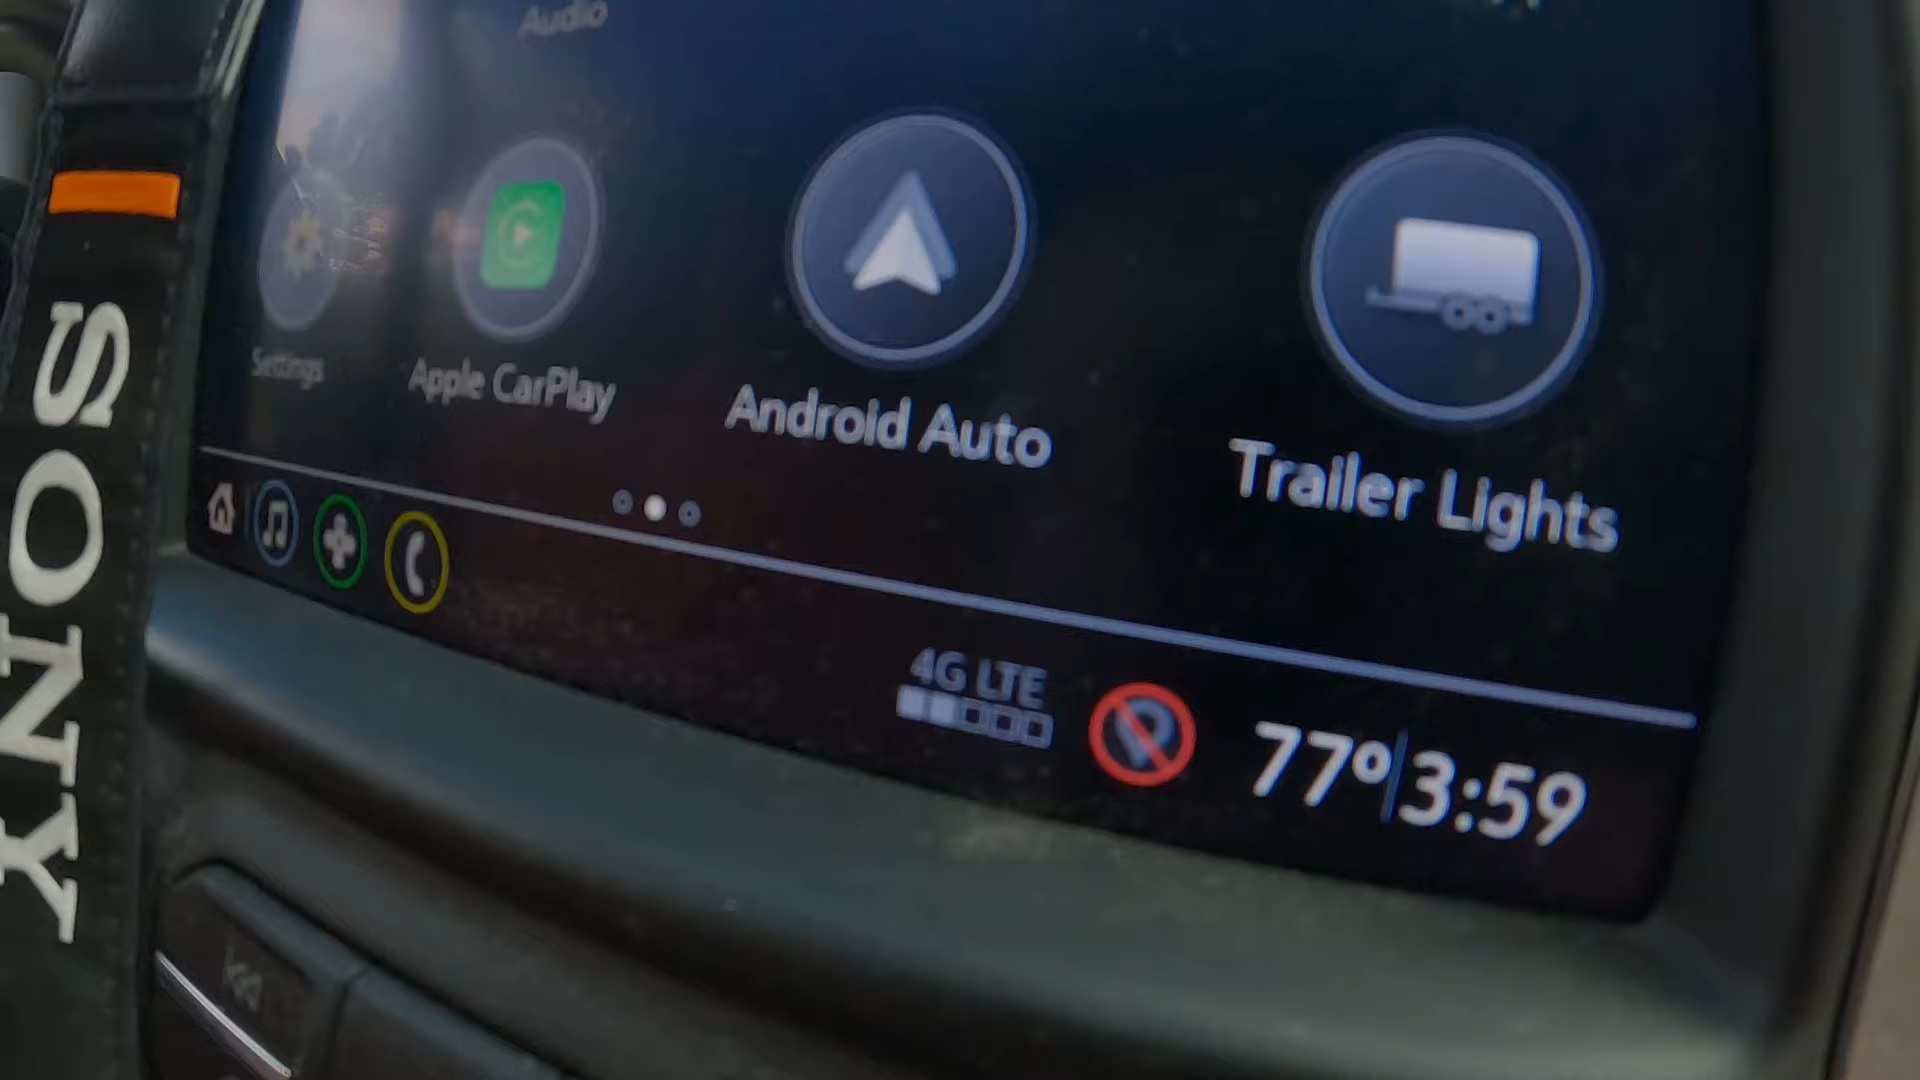 Audio
Settings
Apple CarPlay
Android Auto
Trailer Lights
4G LTE
77° 3:59
SONY